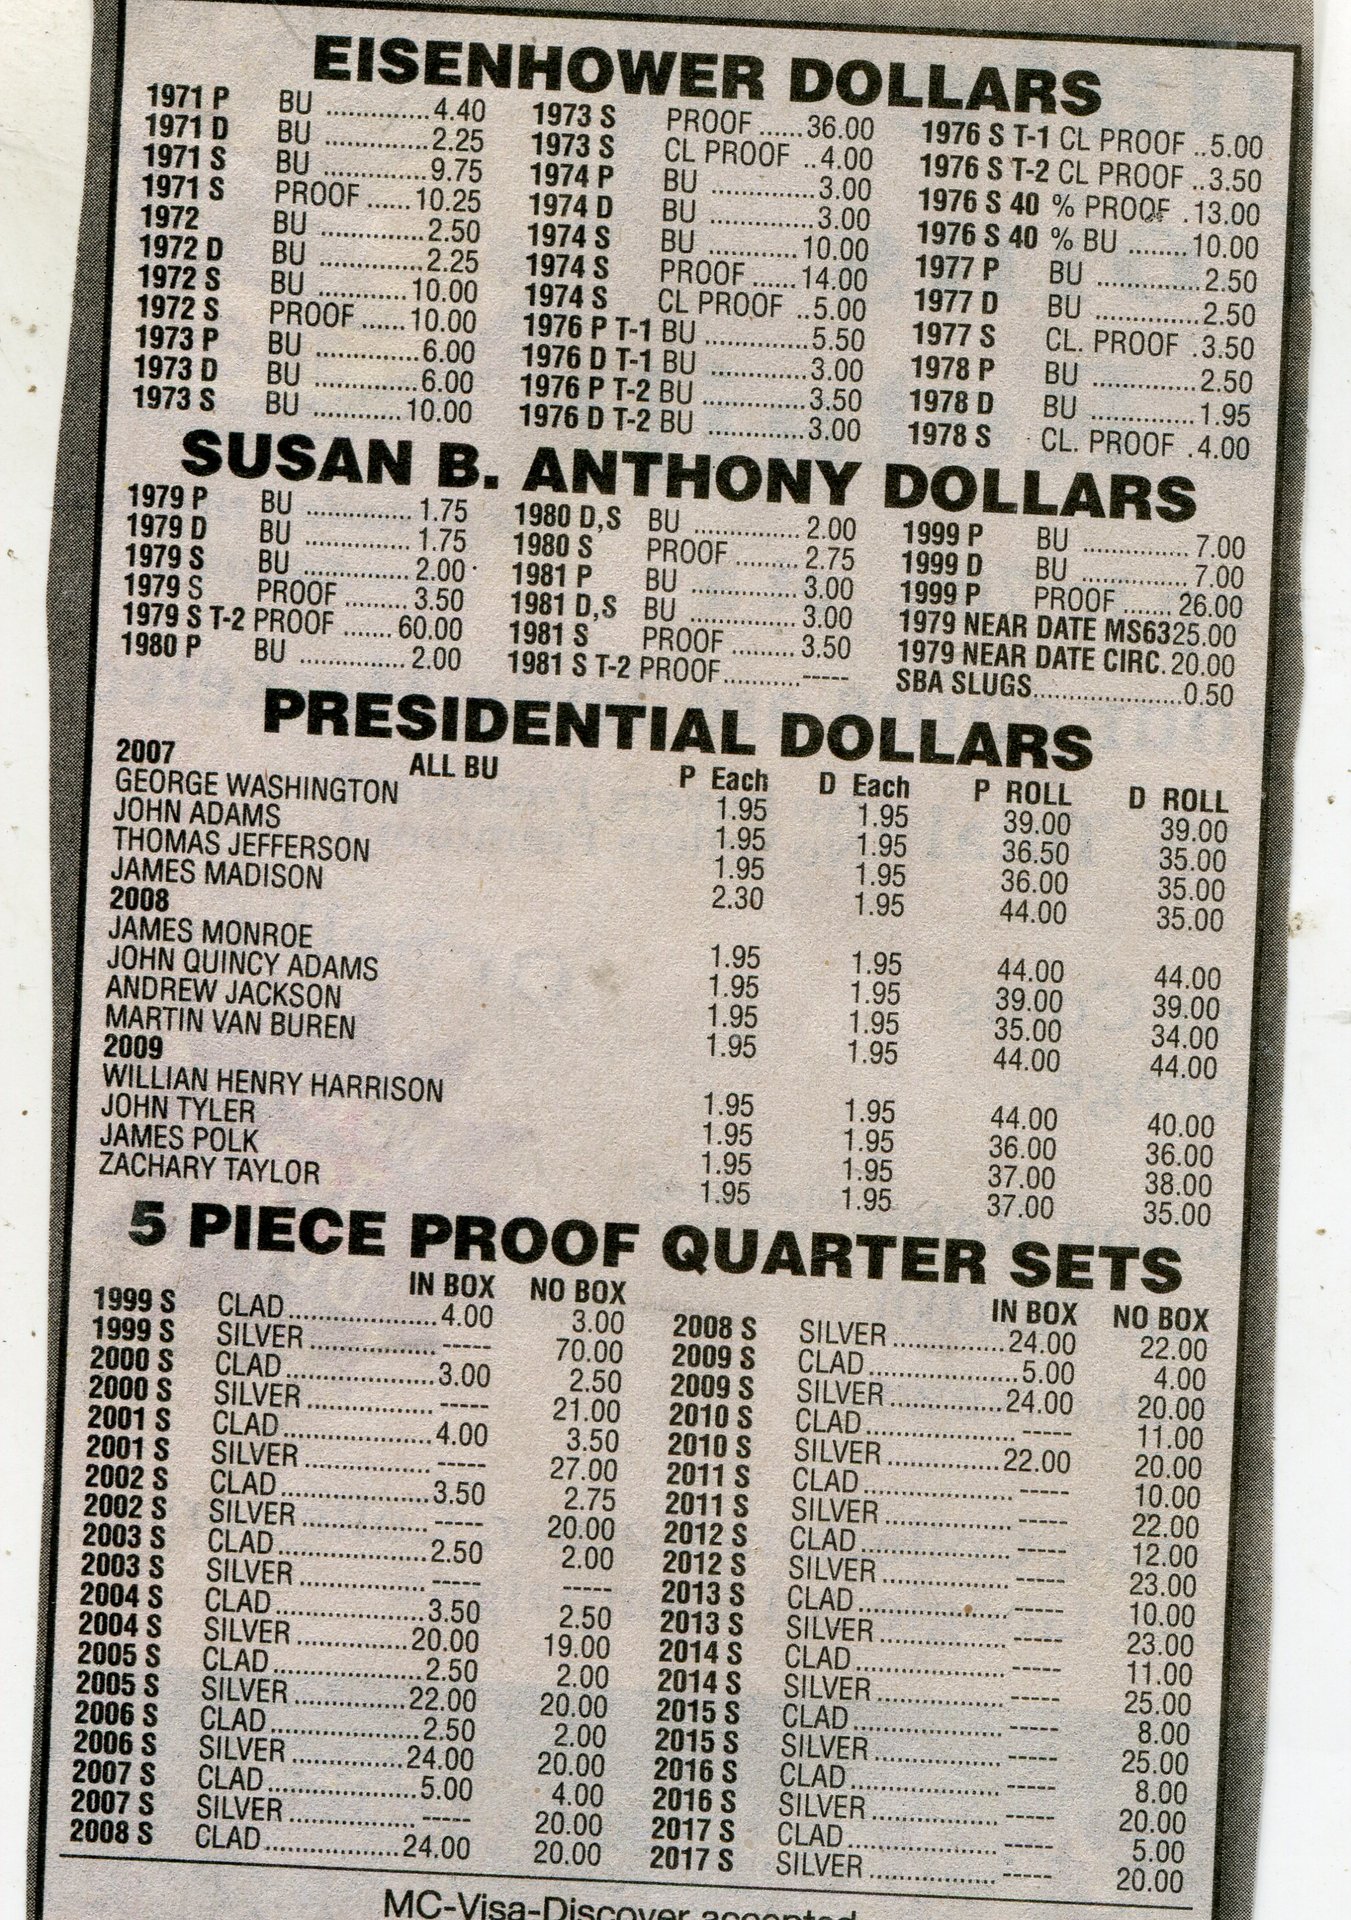 EISENHOWER DOLLARS
1971 P BU ..............4.40
1971 D BU ..............2.25
1971 S BU ..............9.75
1971 S PROOF ......10.25
1972 BU ..............2.50
1972 D BU ..............2.25
1972 S BU ............10.00
1972 S PROOF ......10.00
1973 P BU ..............6.00
1973 D BU ..............6.00
1973 S BU ............10.00
1973 S PROOF ......36.00
1973 S CL PROOF ..4.00
1974 P BU ..............3.00
1974 D BU ..............3.00
1974 S BU ............10.00
1974 S PROOF ......14.00
1974 S CL PROOF ..5.00
1976 P T-1 BU ..............5.50
1976 D T-1 BU .............3.00
1976 P T-2 BU .............3.50
1976 D T-2 BU .............3.00
1976 S T-1 CL PROOF ..5.00
1976 S T-2 CL PROOF ..3.50
1976 S 40 % PROOF .13.00
1976 S 40 % BU ........10.00
1977 P BU ..............2.50
1977 D BU ..............2.50
1977 S CL. PROOF .3.50
1978 P BU ..............2.50
1978 D BU ..............1.95
1978 S CL. PROOF .4.00
SUSAN B. ANTHONY DOLLARS
1979 P BU ..............1.75
1979 D BU ..............1.75
1979 S BU ..............2.00
1979 S PROOF ........3.50
1979 S T-2 PROOF .......60.00
1980 P BU ..............2.00
1980 D,S BU ..............2.00
1980 S PROOF ..........2.75
1981 P BU ..............3.00
1981 D,S BU ..............3.00
1981 S PROOF ........3.50
1981 S T-2 PROOF..........-----
1999 P BU ..............7.00
1999 D BU ..............7.00
1999 P PROOF .......26.00
1979 NEAR DATE MS6325.00
1979 NEAR DATE CIRC.20.00
SBA SLUGS....................0.50
PRESIDENTIAL DOLLARS
2007 ALL BU P Each D Each P ROLL D ROLL
GEORGE WASHINGTON 1.95 1.95 39.00 39.00
JOHN ADAMS 1.95 1.95 36.50 35.00
THOMAS JEFFERSON 1.95 1.95 36.00 35.00
JAMES MADISON 2.30 1.95 44.00 35.00
2008
JAMES MONROE 1.95 1.95 44.00 44.00
JOHN QUINCY ADAMS 1.95 1.95 39.00 39.00
ANDREW JACKSON 1.95 1.95 35.00 34.00
MARTIN VAN BUREN 1.95 1.95 44.00 44.00
2009
WILLIAN HENRY HARRISON 1.95 1.95 44.00 40.00
JOHN TYLER 1.95 1.95 36.00 36.00
JAMES POLK 1.95 1.95 37.00 38.00
ZACHARY TAYLOR 1.95 1.95 37.00 35.00
5 PIECE PROOF QUARTER SETS
IN BOX NO BOX
1999 S CLAD....................4.00 3.00
1999 S SILVER ..................----- 70.00
2000 S CLAD....................3.00 2.50
2000 S SILVER ..................----- 21.00
2001 S CLAD....................4.00 3.50
2001 S SILVER ..................----- 27.00
2002 S CLAD....................3.50 2.75
2002 S SILVER ..................----- 20.00
2003 S CLAD....................2.50 2.00
2003 S SILVER ..................----- -----
2004 S CLAD....................3.50 2.50
2004 S SILVER ...............20.00 19.00
2005 S CLAD....................2.50 2.00
2005 S SILVER ...............22.00 20.00
2006 S CLAD....................2.50 2.00
2006 S SILVER ...............24.00 20.00
2007 S CLAD....................5.00 4.00
2007 S SILVER ..................----- 20.00
2008 S CLAD..................24.00 20.00
IN BOX NO BOX
2008 S SILVER ...............24.00 22.00
2009 S CLAD....................5.00 4.00
2009 S SILVER ...............24.00 20.00
2010 S CLAD....................----- 11.00
2010 S SILVER ...............22.00 20.00
2011 S CLAD....................----- 10.00
2011 S SILVER ..................----- 22.00
2012 S CLAD....................----- 12.00
2012 S SILVER ..................----- 23.00
2013 S CLAD....................----- 10.00
2013 S SILVER ..................----- 23.00
2014 S CLAD....................----- 11.00
2014 S SILVER ..................----- 25.00
2015 S CLAD....................----- 8.00
2015 S SILVER ..................----- 25.00
2016 S CLAD....................----- 8.00
2016 S SILVER ..................----- 20.00
2017 S CLAD....................----- 5.00
2017 S SILVER ..................----- 20.00
MC-Visa-Discover accepted